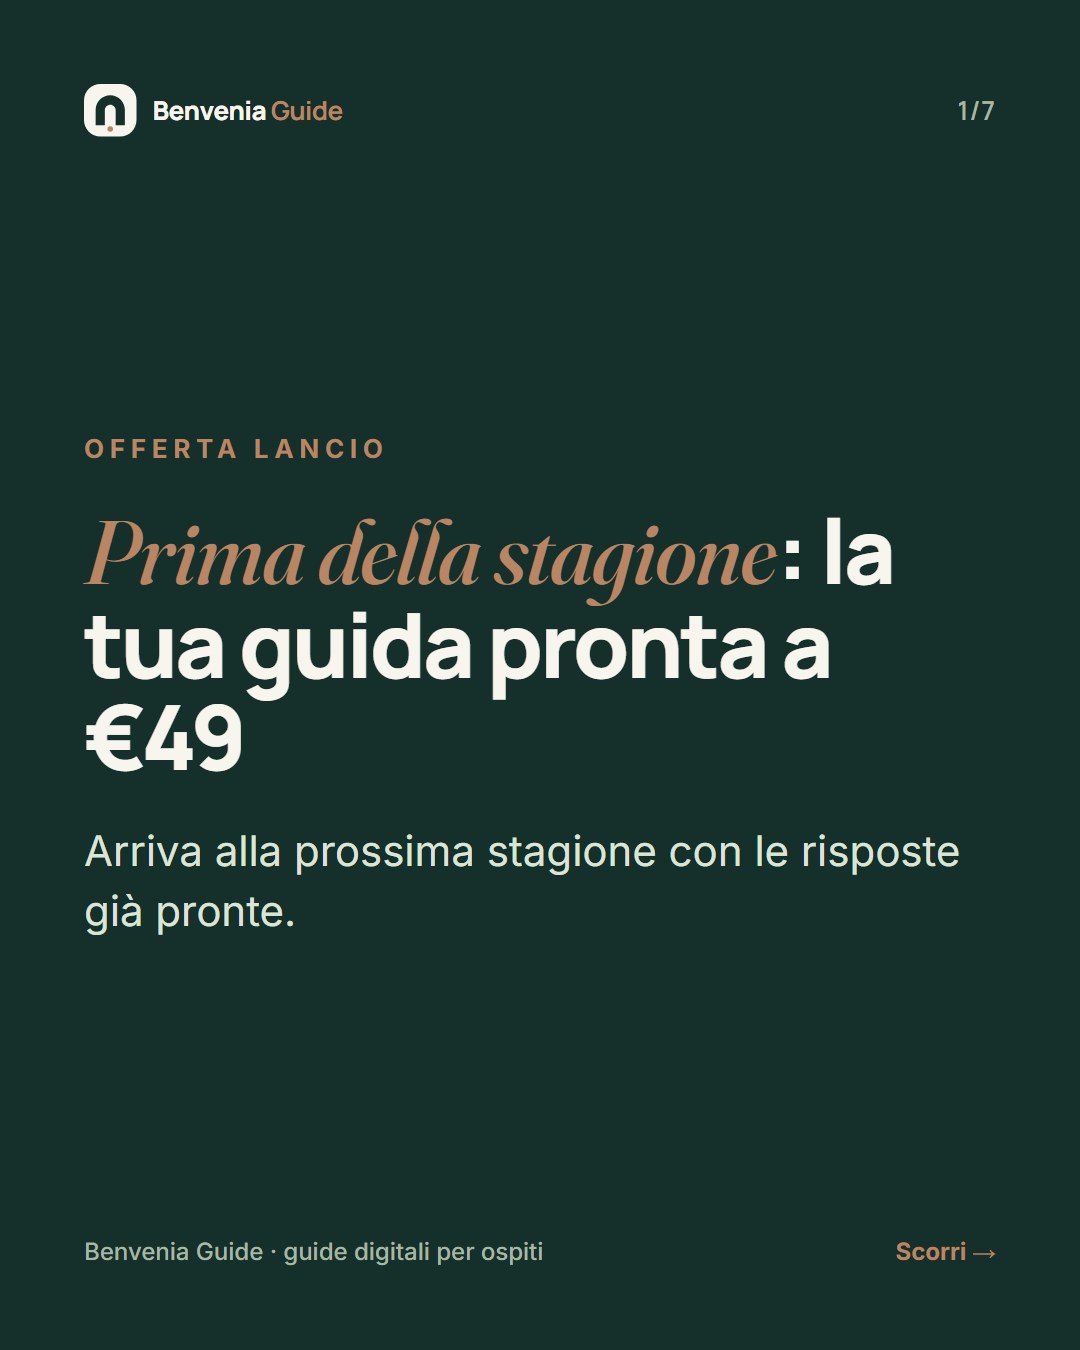 Benvenia Guide
1/7
OFFERTA LANCIO
Prima della stagione: la
tua guida pronta a
€49
Arriva alla prossima stagione con le risposte
già pronte.
Benvenia Guide · guide digitali per ospiti
Scorri →